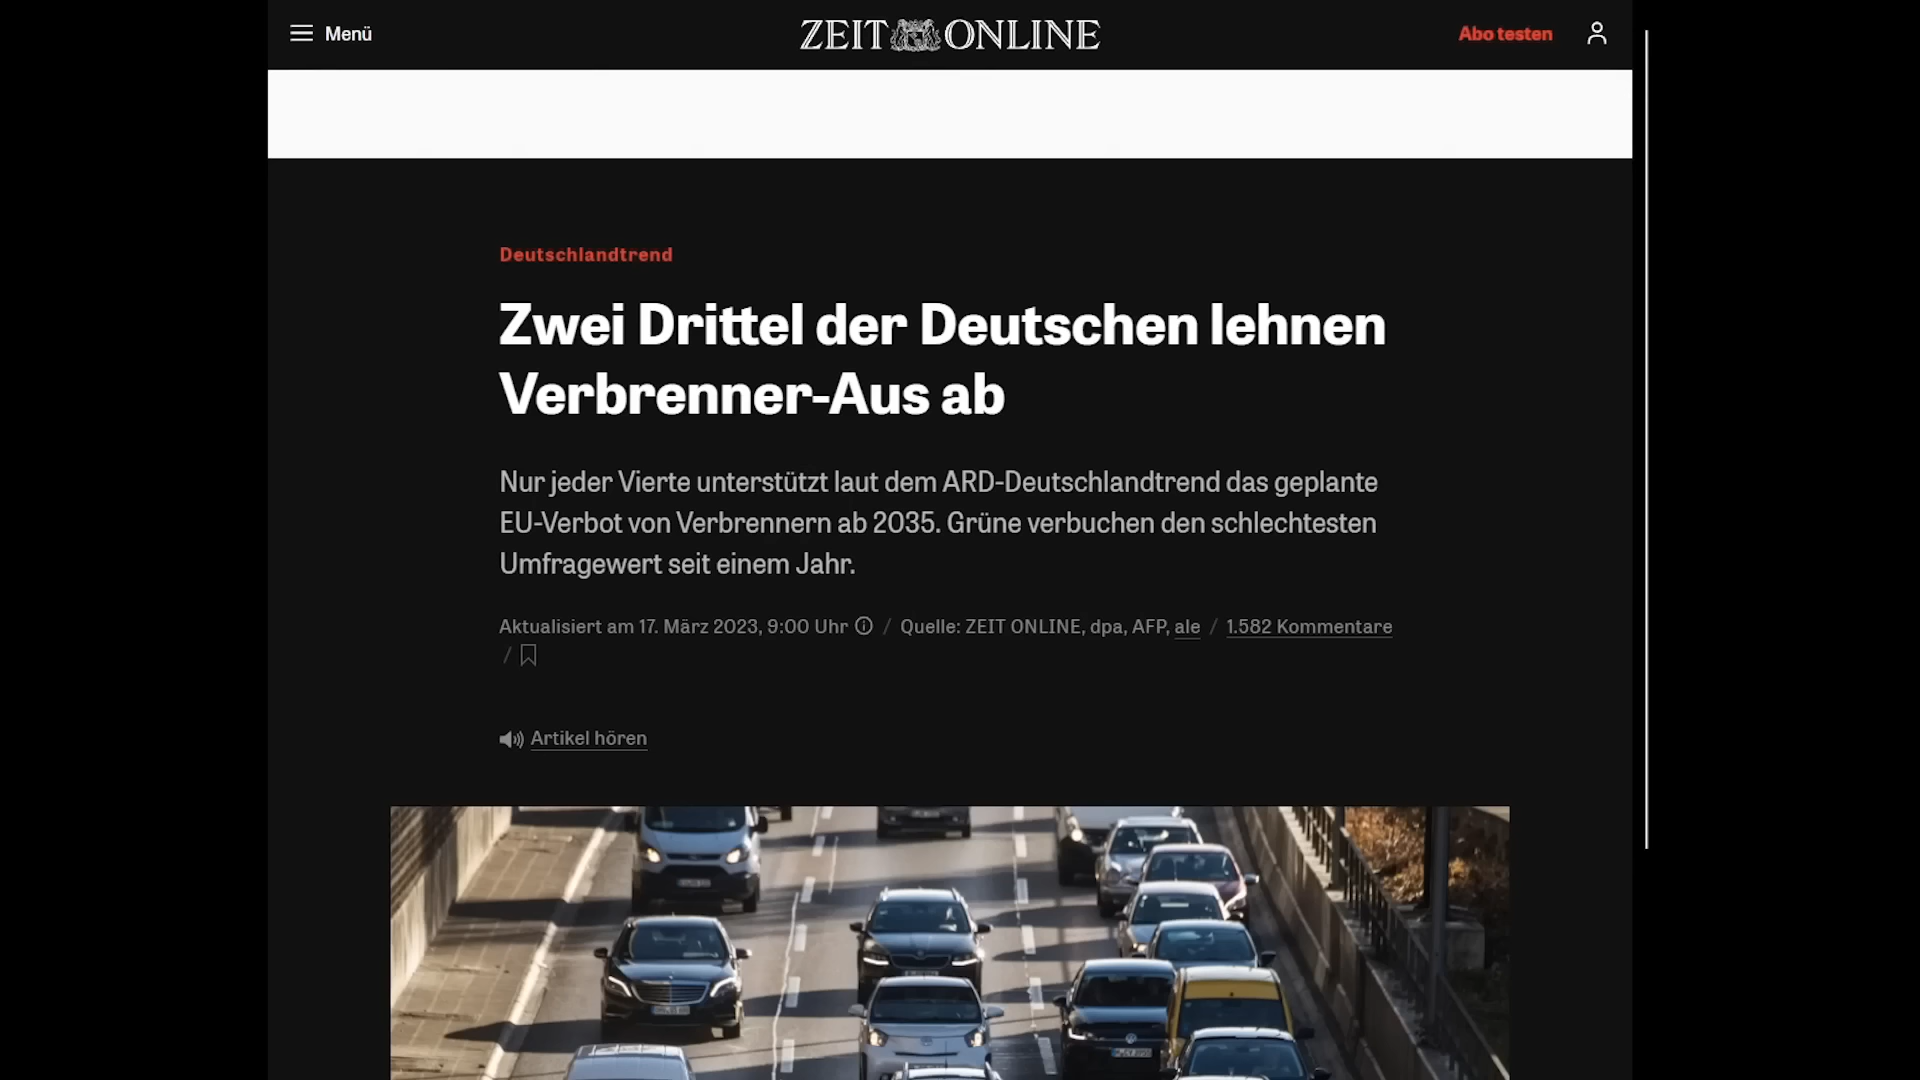 Menü
ZEIT ONLINE
Abo testen
Deutschlandtrend
Zwei Drittel der Deutschen lehnen
Verbrenner-Aus ab
Nur jeder Vierte unterstützt laut dem ARD-Deutschlandtrend das geplante
EU-Verbot von Verbrennern ab 2035. Grüne verbuchen den schlechtesten
Umfragewert seit einem Jahr.
Aktualisiert am 17. März 2023, 9:00 Uhr / Quelle: ZEIT ONLINE, dpa, AFP, ale / 1.582 Kommentare
/
Artikel hören